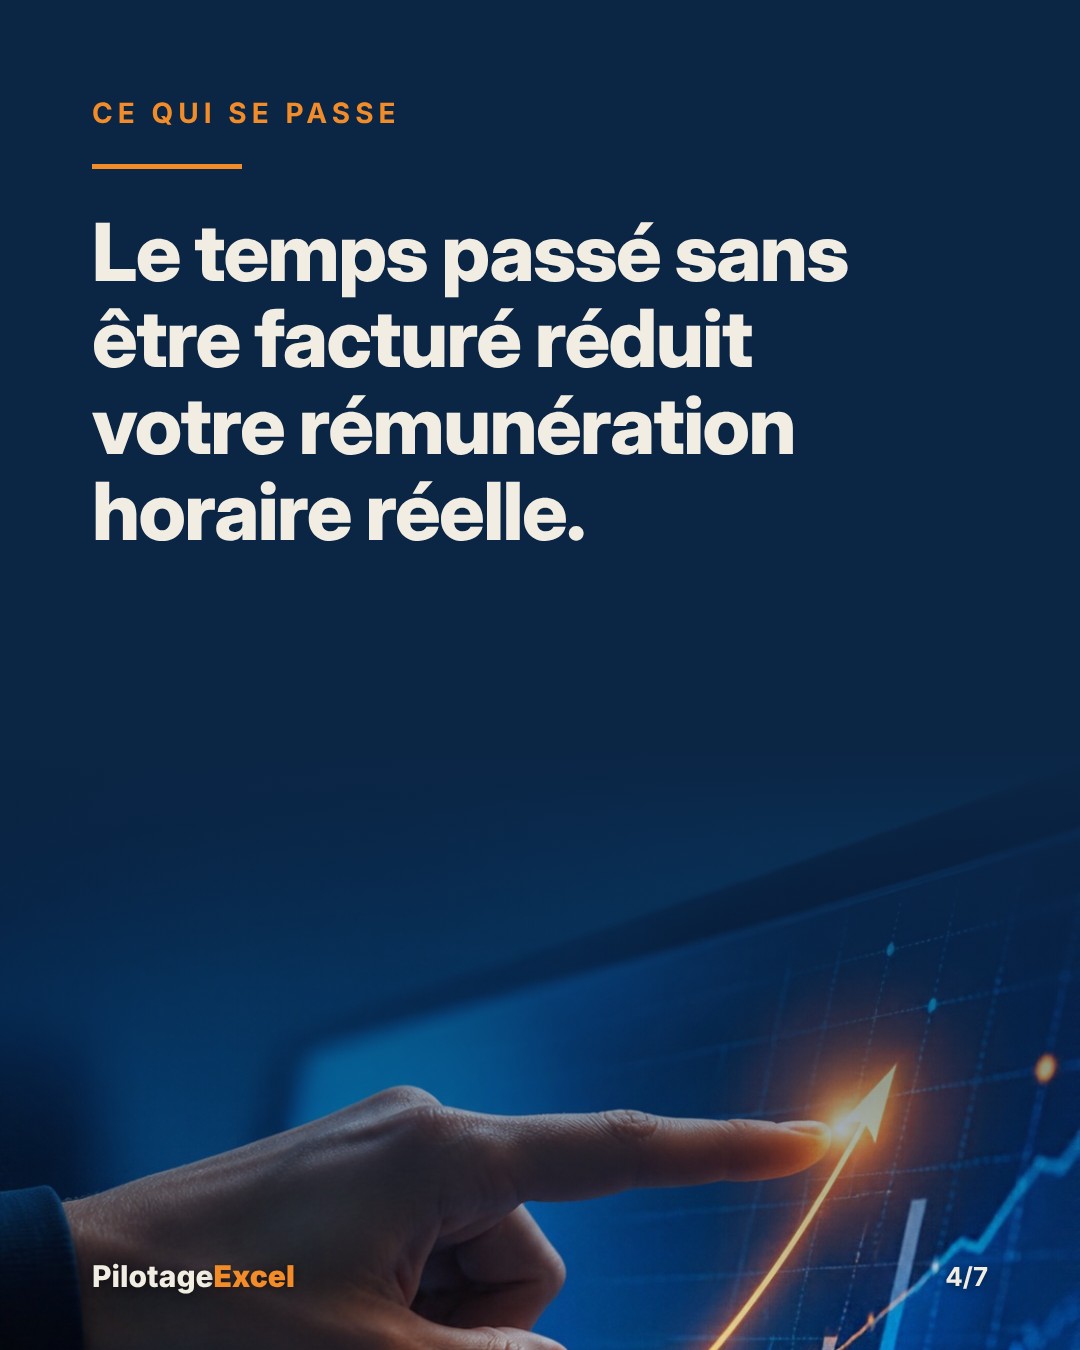 CE QUI SE PASSE
Le temps passé sans
être facturé réduit
votre rémunération
horaire réelle.
PilotageExcel
4/7